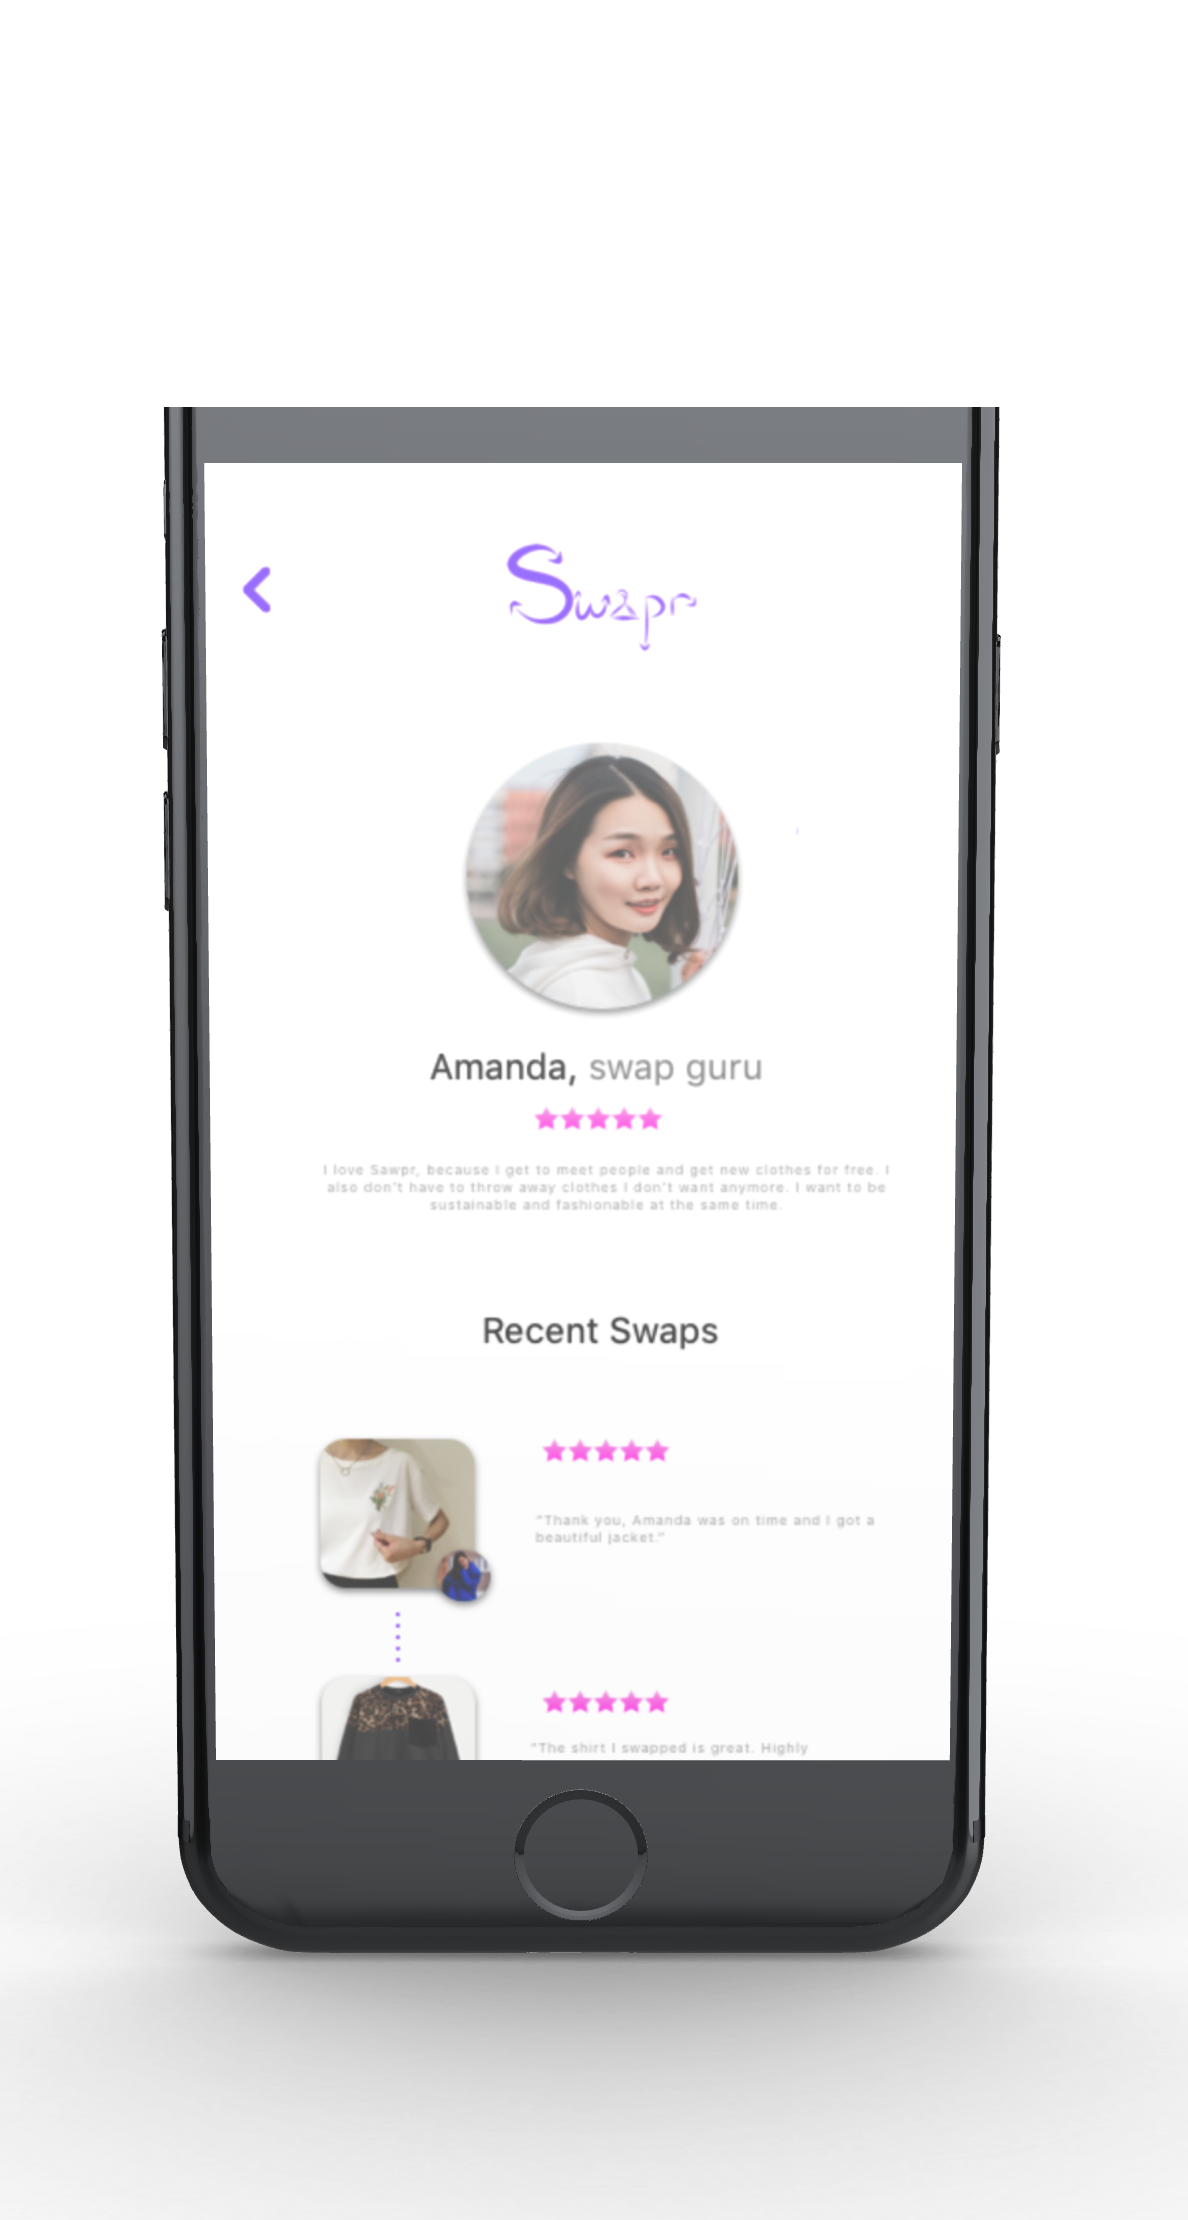 Swapr
Amanda, swap guru
I love Sawpr, because I get to meet people and get new clothes for free. I
also don't have to throw away clothes I don't want anymore. I want to be
sustainable and fashionable at the same time.
Recent Swaps
"Thank you, Amanda was on time and I got a
beautiful jacket."
"The shirt I swapped is great. Highly